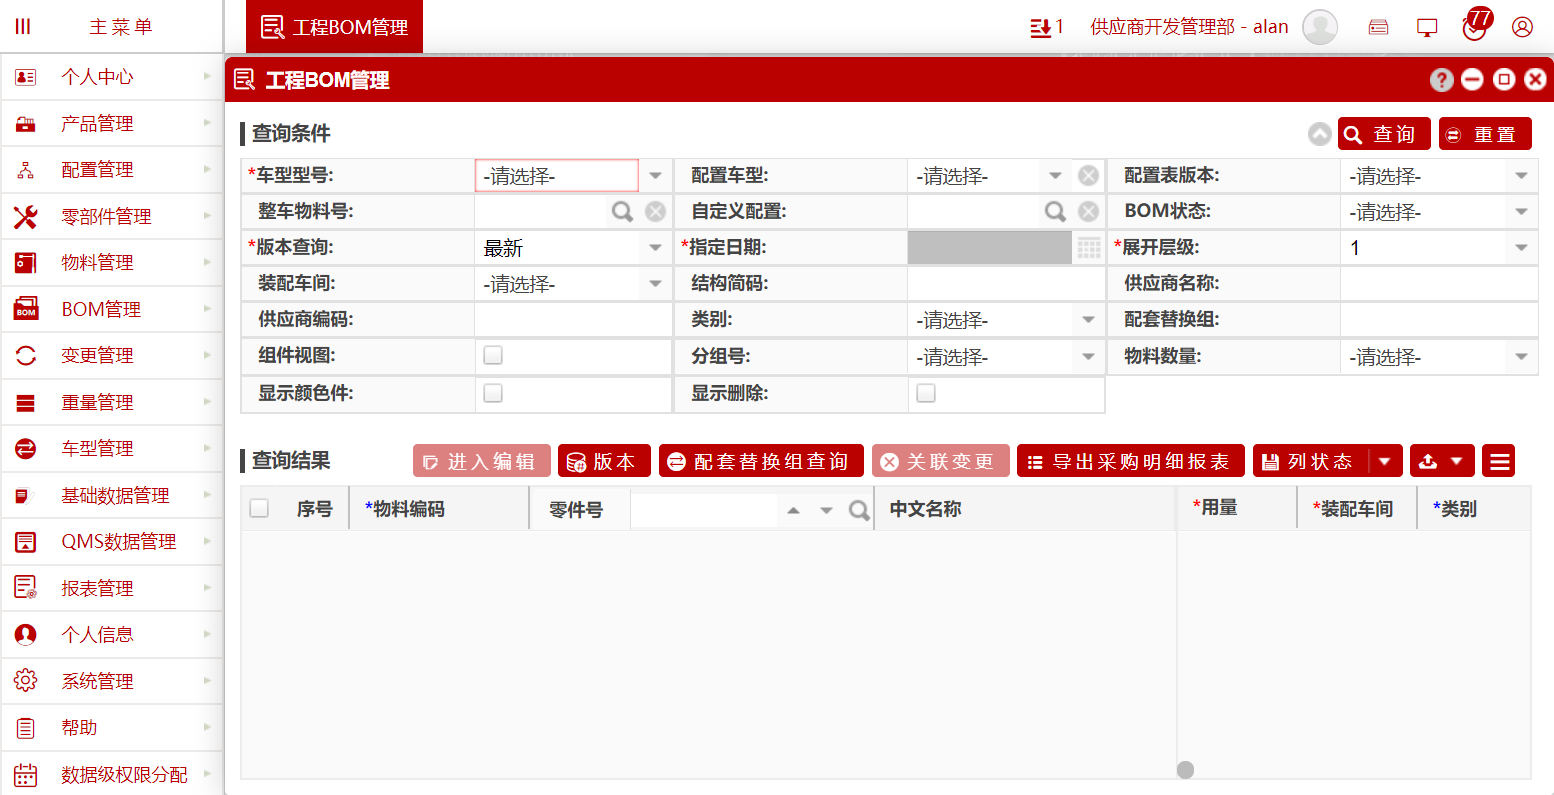 主菜单
工程BOM管理
1
供应商开发管理部 - alan
77
个人中心
产品管理
配置管理
零部件管理
物料管理
BOM
BOM管理
变更管理
重量管理
车型管理
基础数据管理
QMS数据管理
报表管理
个人信息
系统管理
帮助
数据级权限分配
工程BOM管理
?
查询条件
查询
重置
*车型型号: -请选择- 配置车型: -请选择- 配置表版本: -请选择-
整车物料号: 自定义配置: BOM状态: -请选择-
*版本查询: 最新 *指定日期: *展开层级: 1
装配车间: -请选择- 结构简码: 供应商名称:
供应商编码: 类别: -请选择- 配套替换组:
组件视图: 分组号: -请选择- 物料数量: -请选择-
显示颜色件: 显示删除:
查询结果
进入编辑
版本
配套替换组查询
关联变更
导出采购明细报表
列状态
序号 *物料编码 零件号 中文名称 *用量 *装配车间 *类别